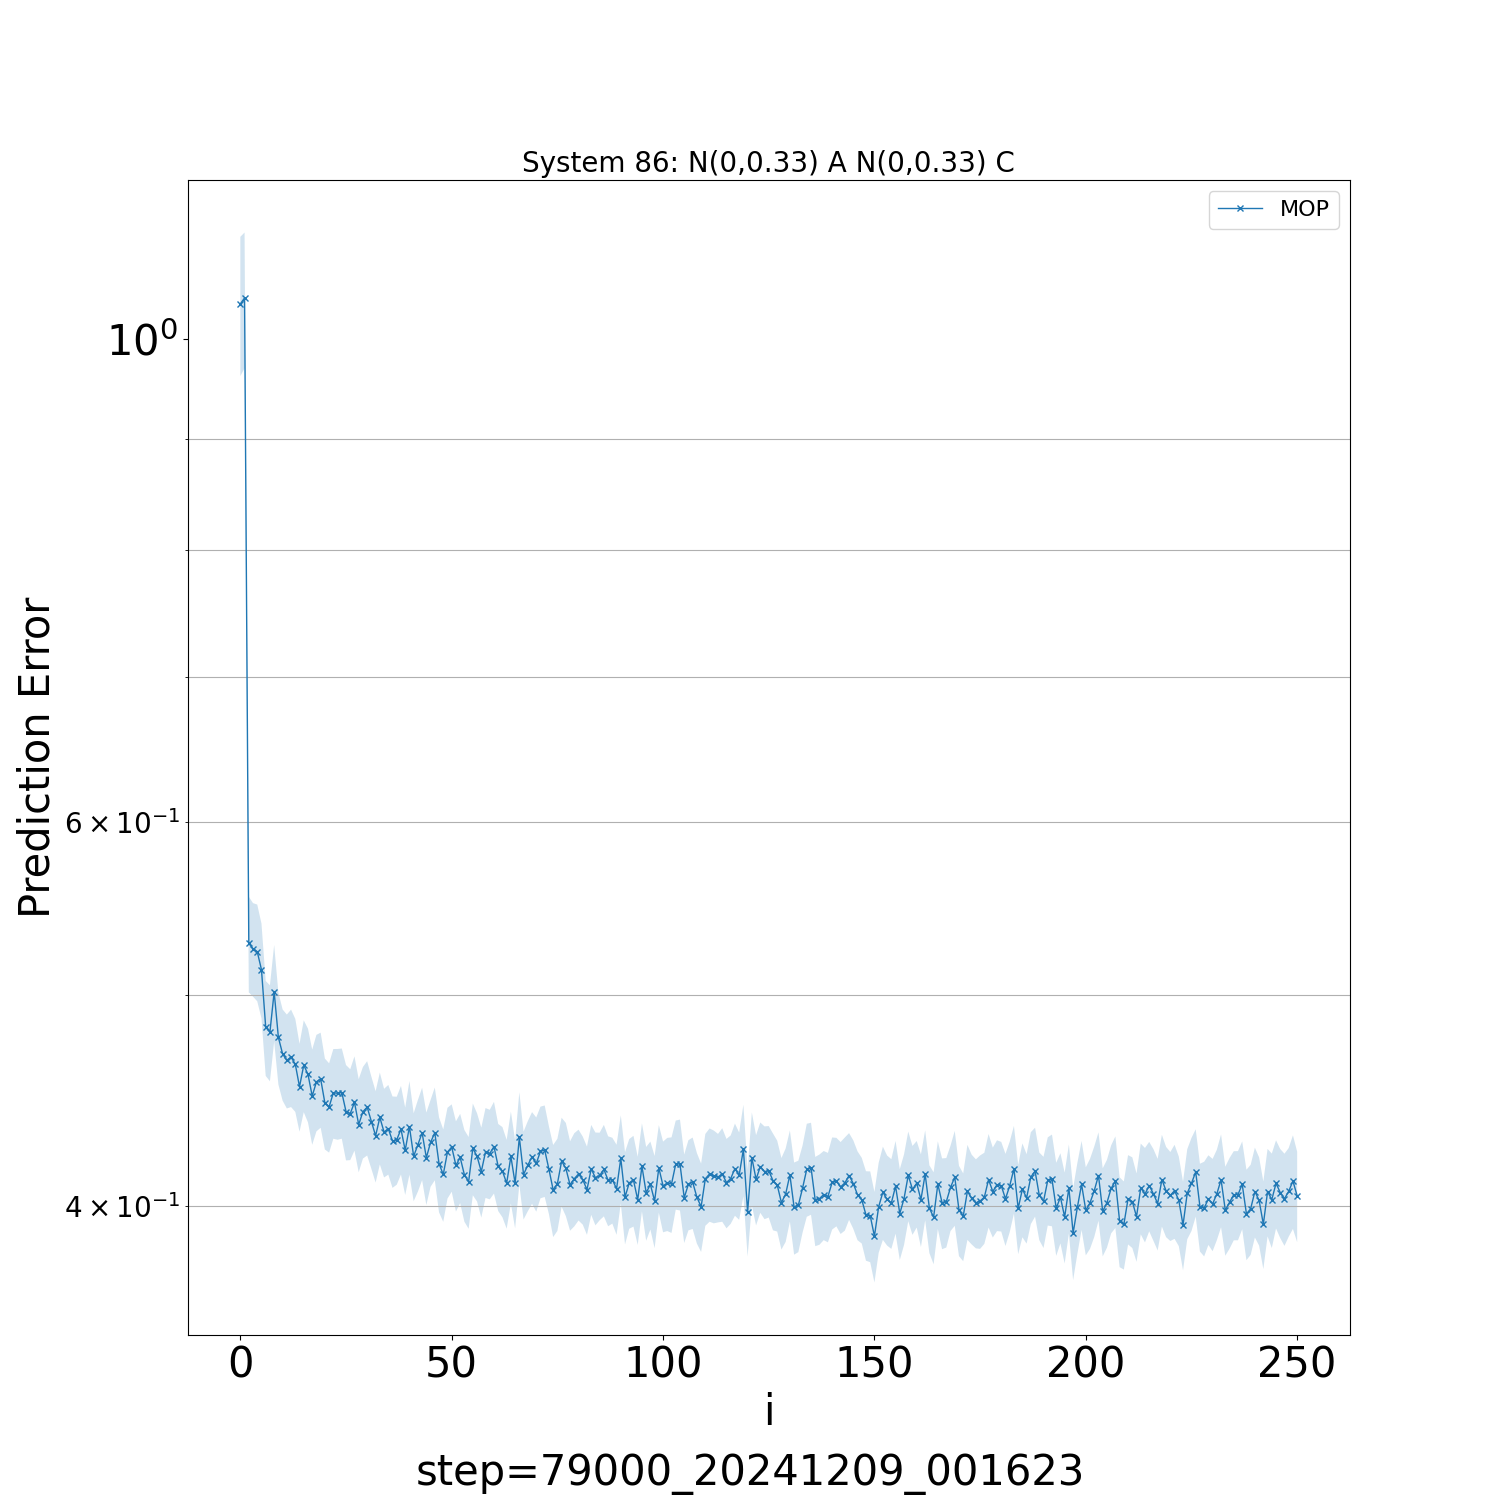 System 86: N(0,0.33) A N(0,0.33) C
MOP
10⁰
6 × 10⁻¹
4 × 10⁻¹
Prediction Error
0 50 100 150 200 250
i
step=79000_20241209_001623